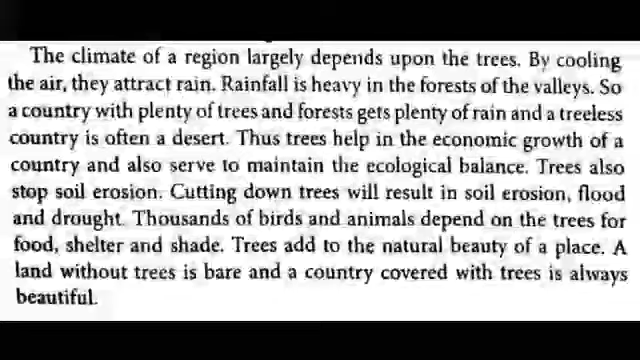 The climate of a region largely depends upon the trees. By cooling
the air, they attract rain. Rainfall is heavy in the forests of the valleys. So
a country with plenty of trees and forests gets plenty of rain and a treeless
country is often a desert. Thus trees help in the economic growth of a
country and also serve to maintain the ecological balance. Trees also
stop soil erosion. Cutting down trees will result in soil erosion, flood
and drought. Thousands of birds and animals depend on the trees for
food, shelter and shade. Trees add to the natural beauty of a place. A
land without trees is bare and a country covered with trees is always
beautiful.